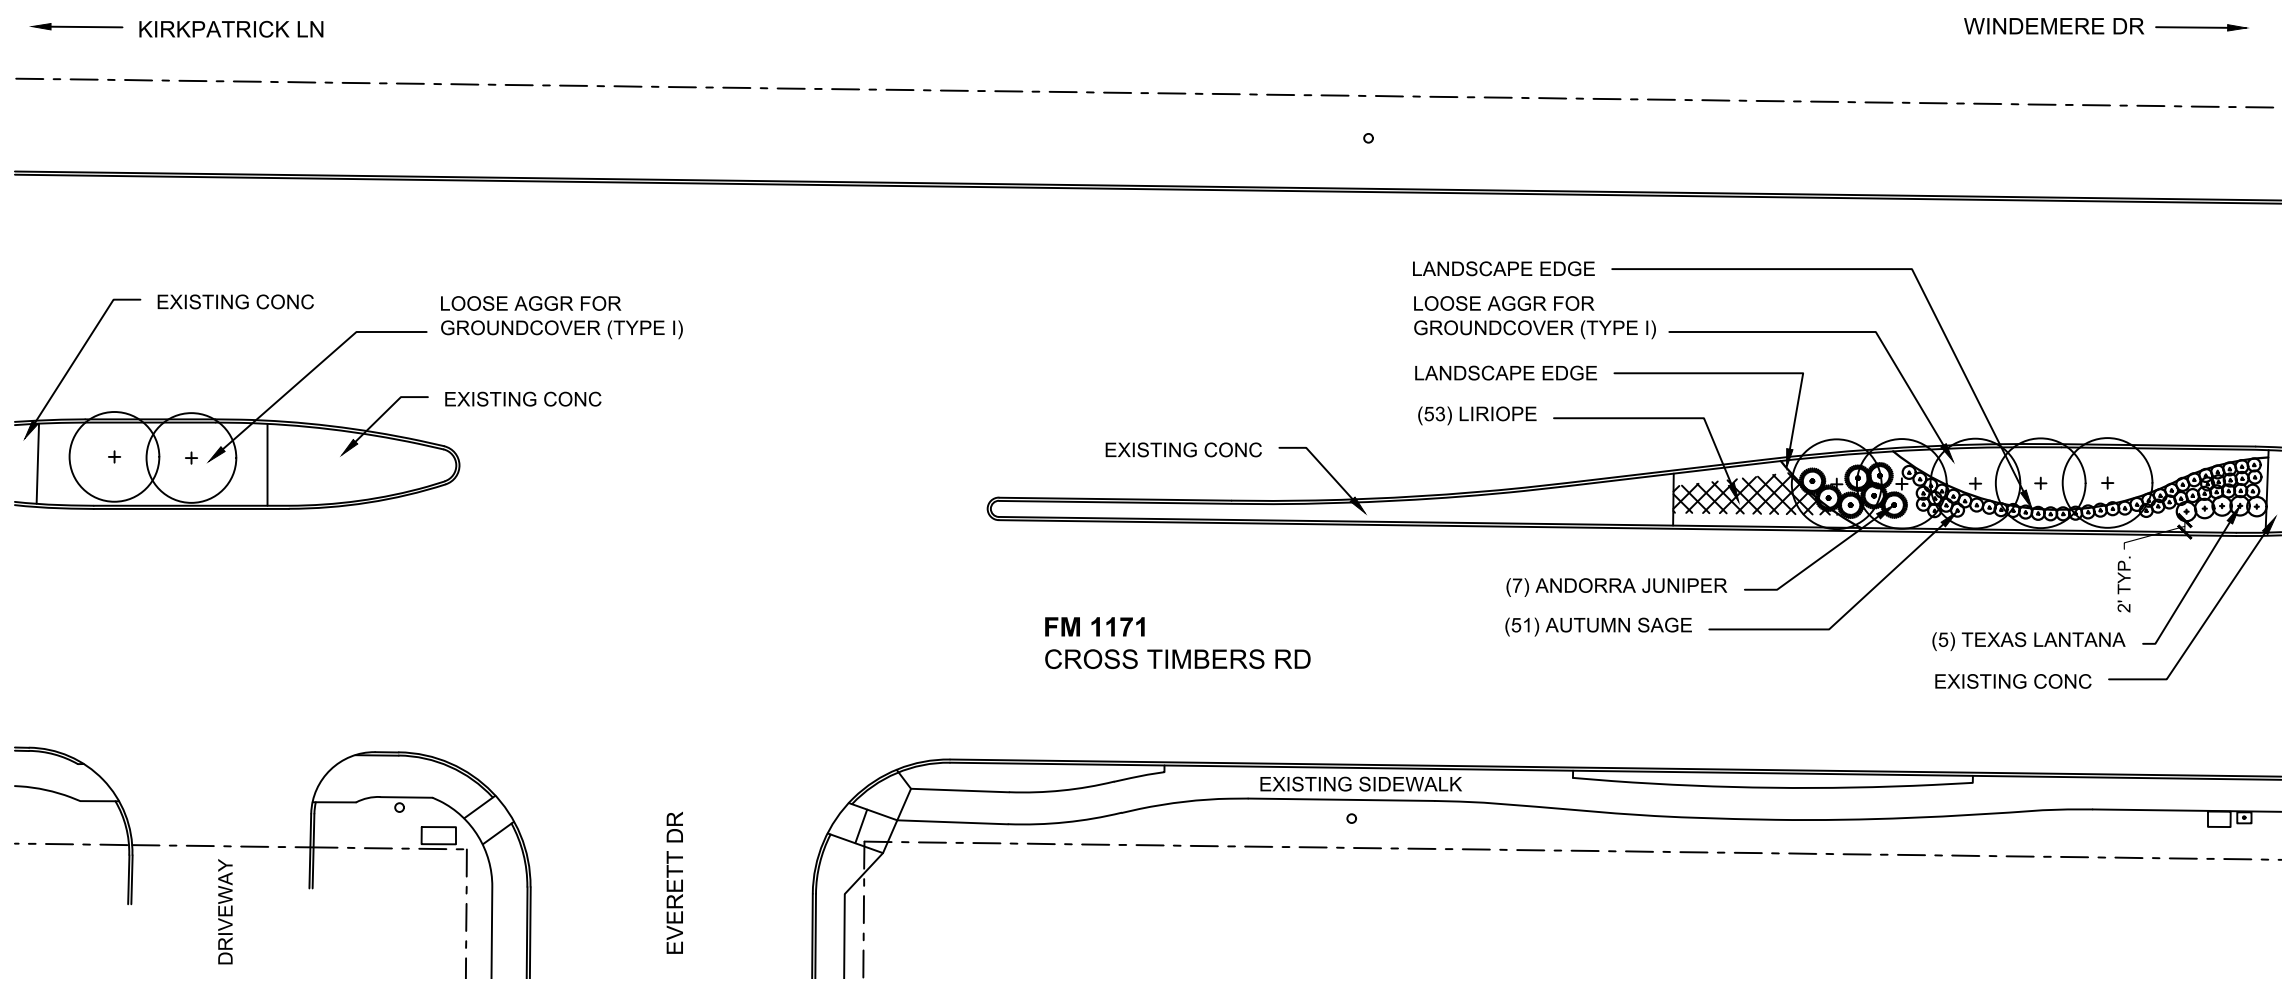 KIRKPATRICK LN
WINDEMERE DR
LANDSCAPE EDGE
EXISTING CONC
LOOSE AGGR FOR
GROUNDCOVER (TYPE I)
LOOSE AGGR FOR
GROUNDCOVER (TYPE I)
LANDSCAPE EDGE
EXISTING CONC
(53) LIRIOPE
EXISTING CONC
(7) ANDORRA JUNIPER
2' TYP.
(51) AUTUMN SAGE
FM 1171
CROSS TIMBERS RD
(5) TEXAS LANTANA
EXISTING CONC
EXISTING SIDEWALK
DRIVEWAY
EVERETT DR